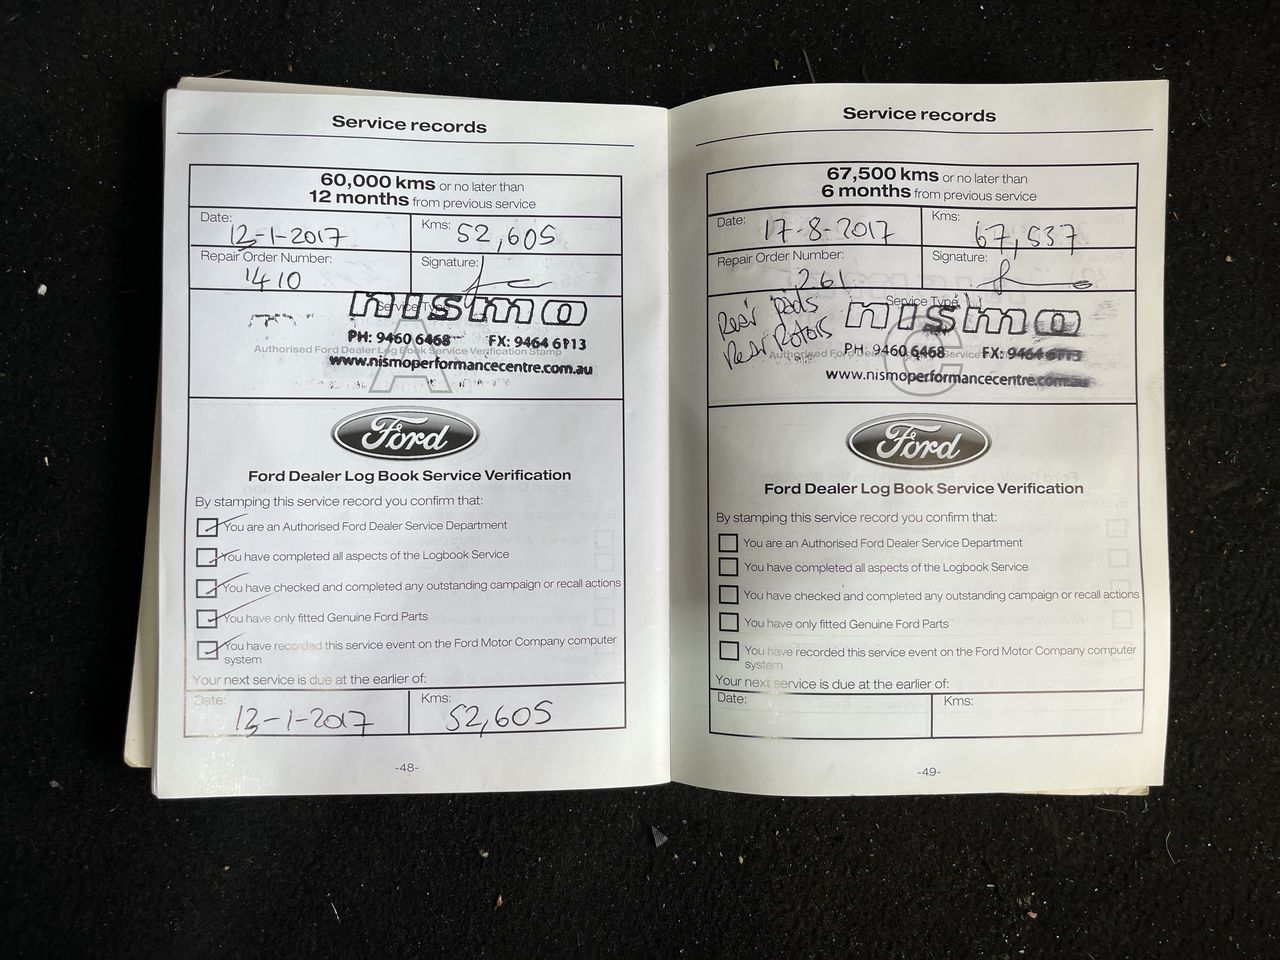 Service records
60,000 kms or no later than
12 months from previous service
Date:
Kms:
12-1-2017
52,605
Repair Order Number:
Signature:
1410
Service Type
nismo
PH: 9460 6468 FX: 9464 6113
Authorised Ford Dealer Log Book Service Verification Stamp
A
www.nismoperformancecentre.com.au
Ford
Ford Dealer Log Book Service Verification
By stamping this service record you confirm that:
You are an Authorised Ford Dealer Service Department
You have completed all aspects of the Logbook Service
You have checked and completed any outstanding campaign or recall actions
You have only fitted Genuine Ford Parts
You have recorded this service event on the Ford Motor Company computer
system
Your next service is due at the earlier of:
Date:
Kms:
12-1-2017
52,605
-48-
Service records
67,500 kms or no later than
6 months from previous service
Date:
Kms:
17-8-2017
67,537
Repair Order Number:
Signature:
261
Service Type
Rear pads
Rear Rotors
nismo
PH: 9460 6468 FX: 9464 6113
Authorised Ford Service
C
www.nismoperformancecentre.com.au
Ford
Ford Dealer Log Book Service Verification
By stamping this service record you confirm that:
You are an Authorised Ford Dealer Service Department
You have completed all aspects of the Logbook Service
You have checked and completed any outstanding campaign or recall actions
You have only fitted Genuine Ford Parts
You have recorded this service event on the Ford Motor Company computer
system
Your next service is due at the earlier of:
Date:
Kms:
-49-